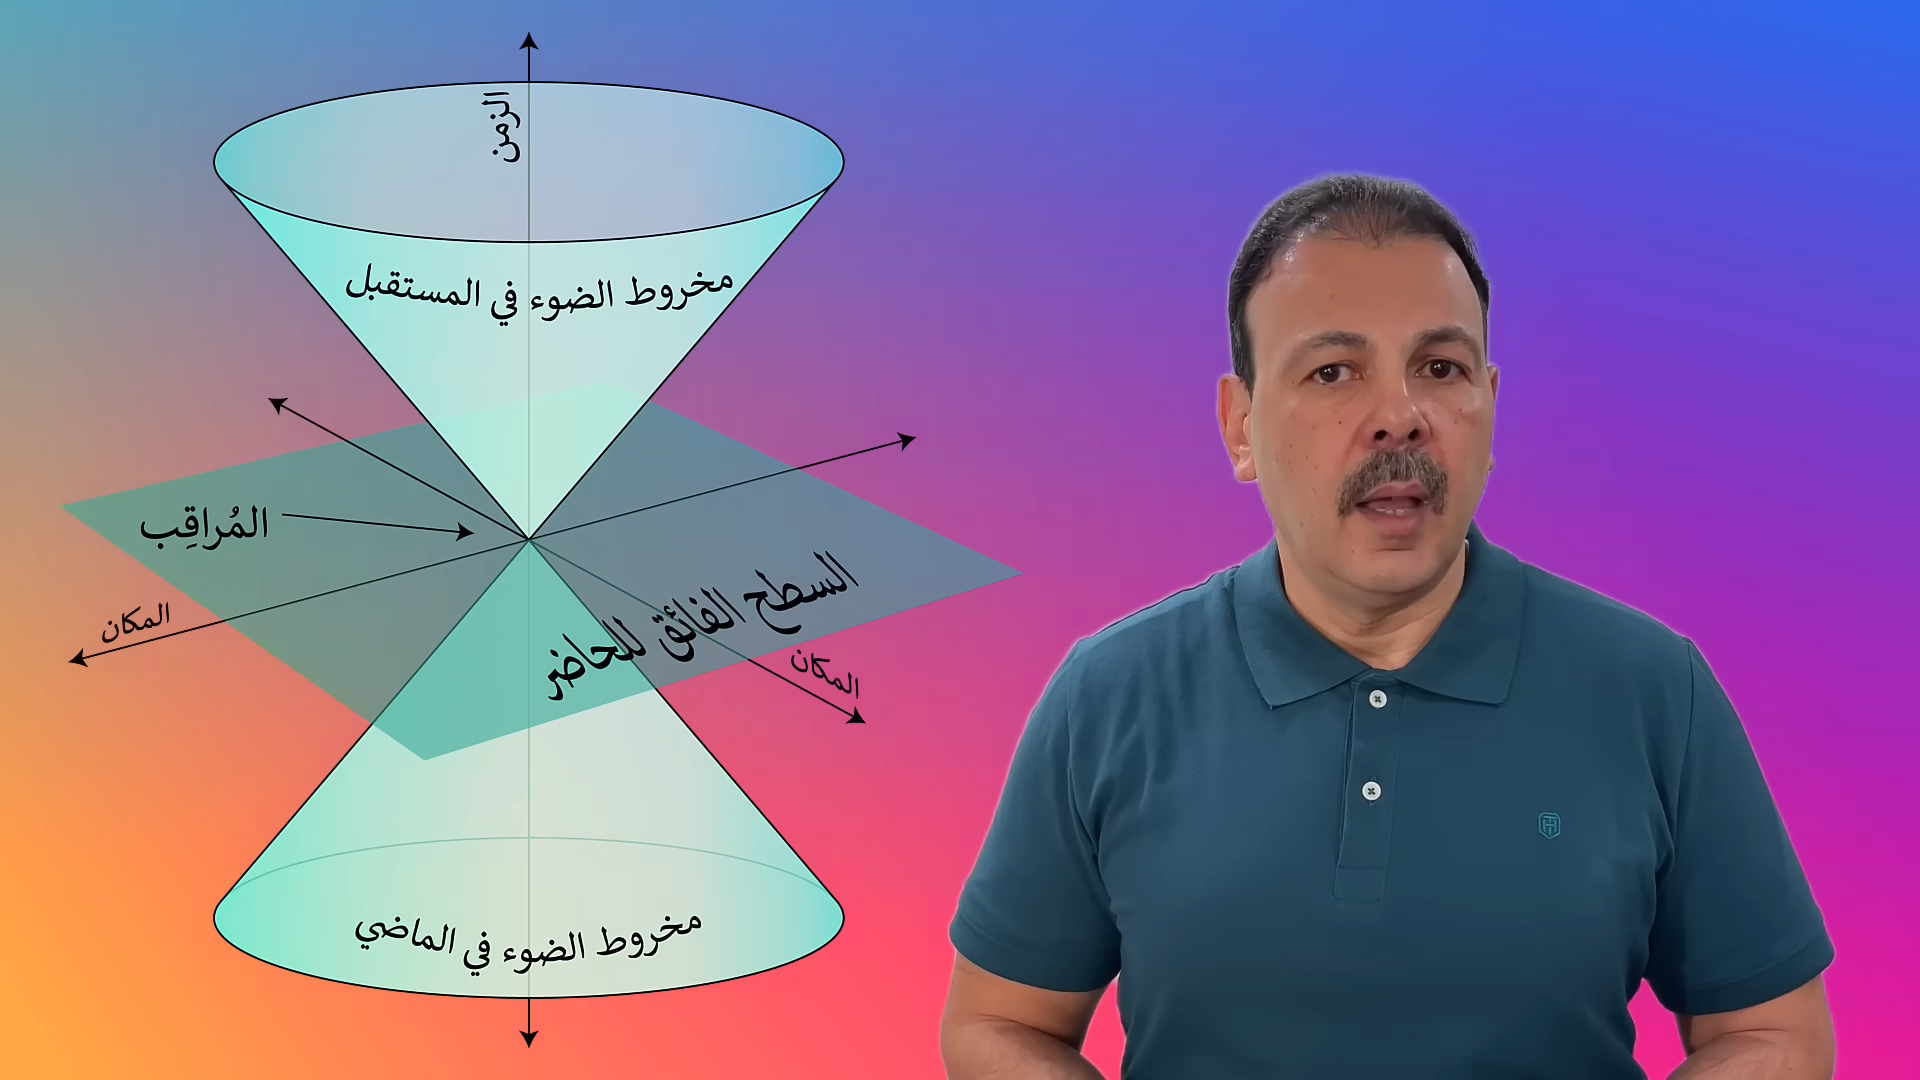 الزمن
مخروط الضوء في المستقبل
المُراقِب
السطح الفائق للحاضر
المكان
المكان
مخروط الضوء في الماضي